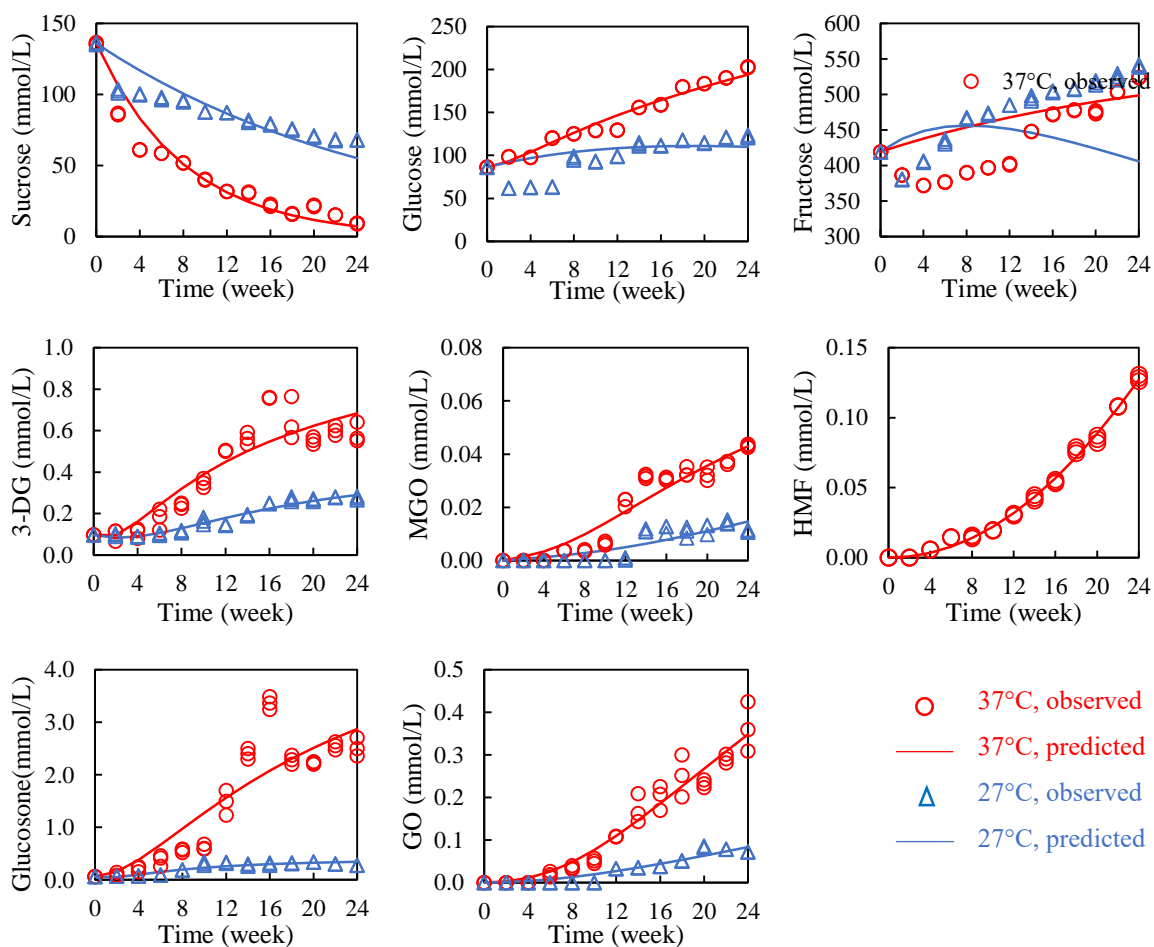 Sucrose (mmol/L)
150
100
50
0
0 4 8 12 16 20 24
Time (week)
Glucose (mmol/L)
250
200
150
100
50
0
0 4 8 12 16 20 24
Time (week)
Fructose (mmol/L)
600
550
500
450
400
350
300
37°C, observed
0 4 8 12 16 20 24
Time (week)
3-DG (mmol/L)
1.0
0.8
0.6
0.4
0.2
0.0
0 4 8 12 16 20 24
Time (week)
MGO (mmol/L)
0.08
0.06
0.04
0.02
0.00
0 4 8 12 16 20 24
Time (week)
HMF (mmol/L)
0.15
0.10
0.05
0.00
0 4 8 12 16 20 24
Time (week)
Glucosone(mmol/L)
4.0
3.0
2.0
1.0
0.0
0 4 8 12 16 20 24
Time (week)
GO (mmol/L)
0.5
0.4
0.3
0.2
0.1
0.0
0 4 8 12 16 20 24
Time (week)
37°C, observed
37°C, predicted
27°C, observed
27°C, predicted